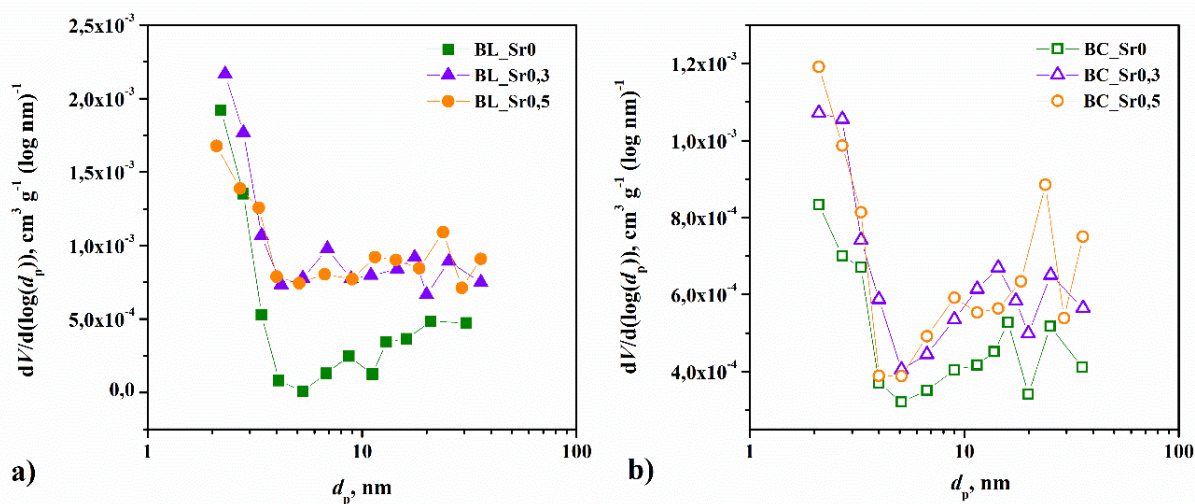 2,5x10⁻³
2,0x10⁻³
1,5x10⁻³
1,0x10⁻³
5,0x10⁻⁴
0,0
dV/d(log(dₚ)), cm³ g⁻¹ (log nm)⁻¹
BL_Sr0
BL_Sr0,3
BL_Sr0,5
1
10
100
dₚ, nm
a)
1,2x10⁻³
1,0x10⁻³
8,0x10⁻⁴
6,0x10⁻⁴
4,0x10⁻⁴
dV/d(log(dₚ)), cm³ g⁻¹ (log nm)⁻¹
BC_Sr0
BC_Sr0,3
BC_Sr0,5
1
10
100
dₚ, nm
b)